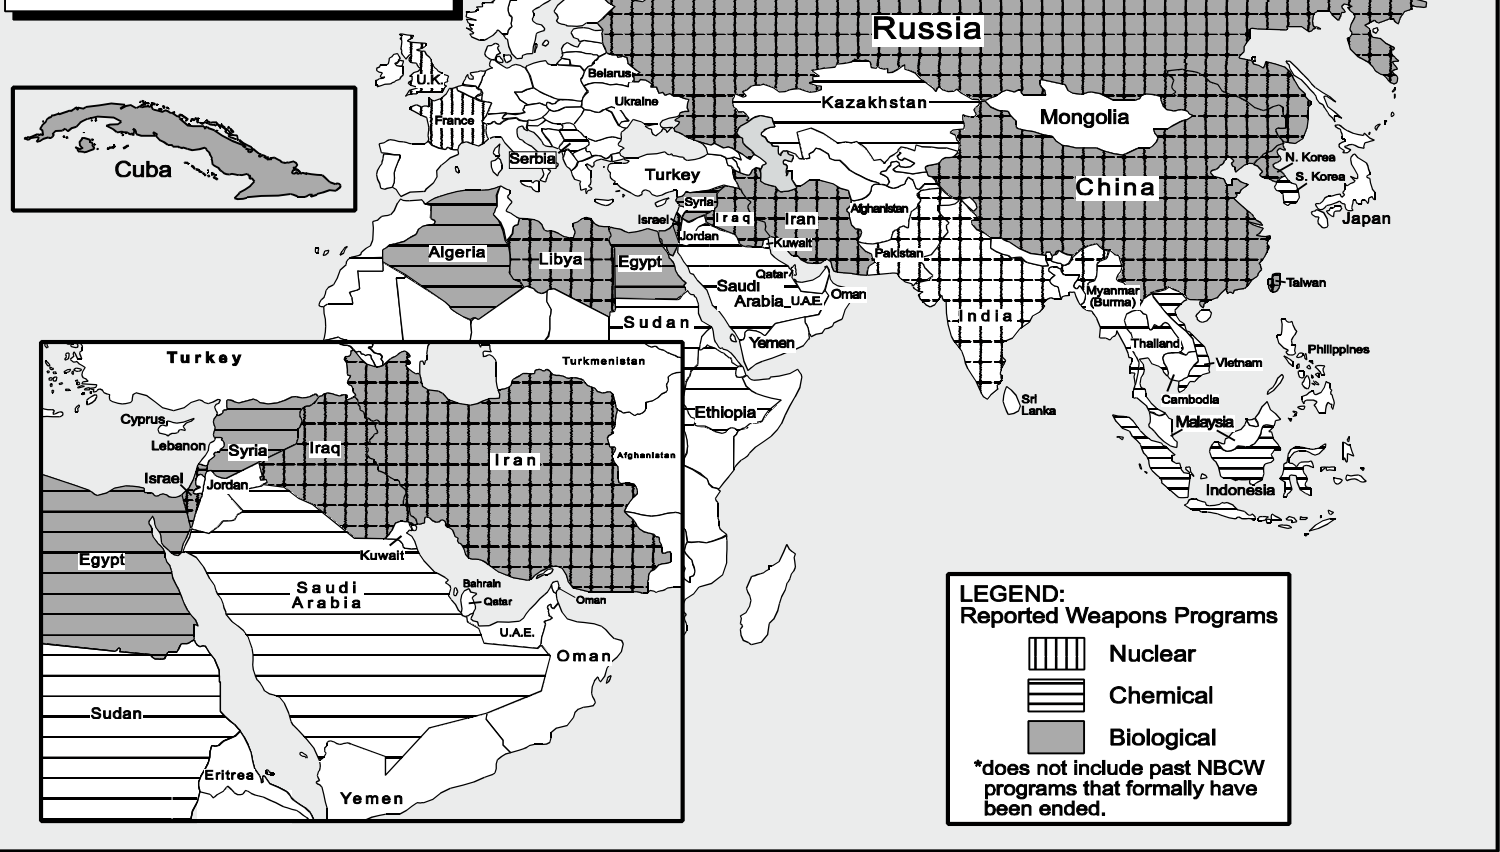 Russia
U.K.
Belarus
Ukraine
France
Kazakhstan
Mongolia
Serbia
Cuba
Turkey
N. Korea
S. Korea
China
Japan
Syria
Israel
Iraq
Iran
Afghanistan
Jordan
Kuwait
Algeria
Libya
Egypt
Pakistan
Qatar
Saudi
Arabia
U.A.E.
Oman
Taiwan
Myanmar
(Burma)
India
Sudan
Yemen
Thailand
Vietnam
Philippines
Cambodia
Sri
Lanka
Ethiopia
Malaysia
Indonesia
Turkey
Turkmenistan
Cyprus
Lebanon
Syria
Iraq
Iran
Afghanistan
Israel
Jordan
Egypt
Kuwait
Saudi
Arabia
Bahrain
Qatar
Oman
U.A.E.
Oman
Sudan
Eritrea
Yemen
LEGEND:
Reported Weapons Programs
Nuclear
Chemical
Biological
*does not include past NBCW
programs that formally have
been ended.